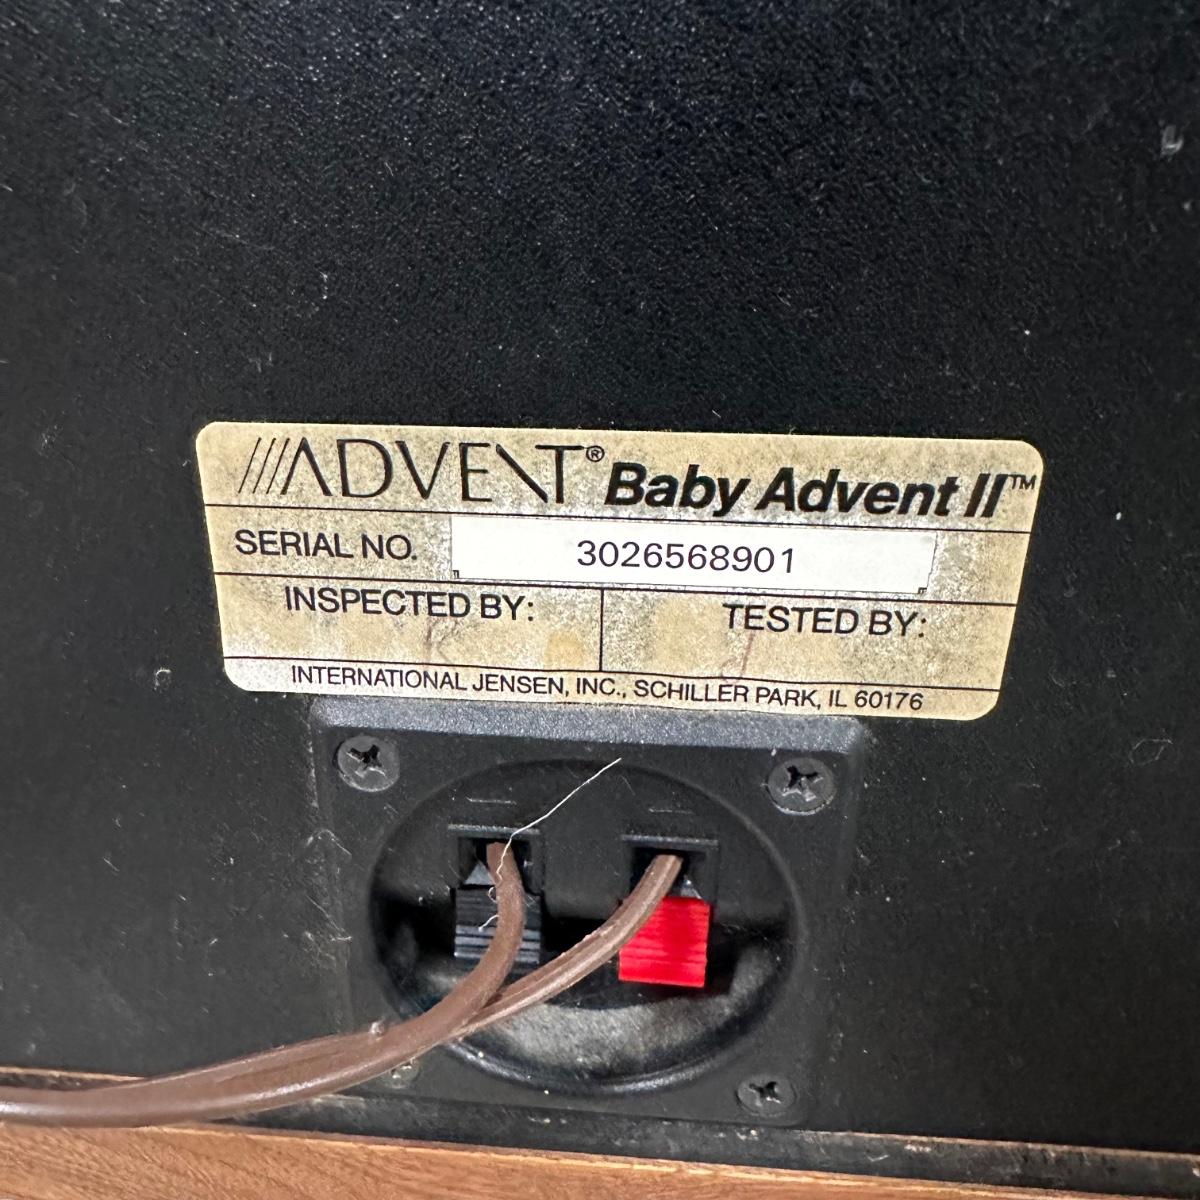 ADVENT® Baby Advent II™
SERIAL NO. 3026568901
INSPECTED BY: TESTED BY:
INTERNATIONAL JENSEN, INC., SCHILLER PARK, IL 60176